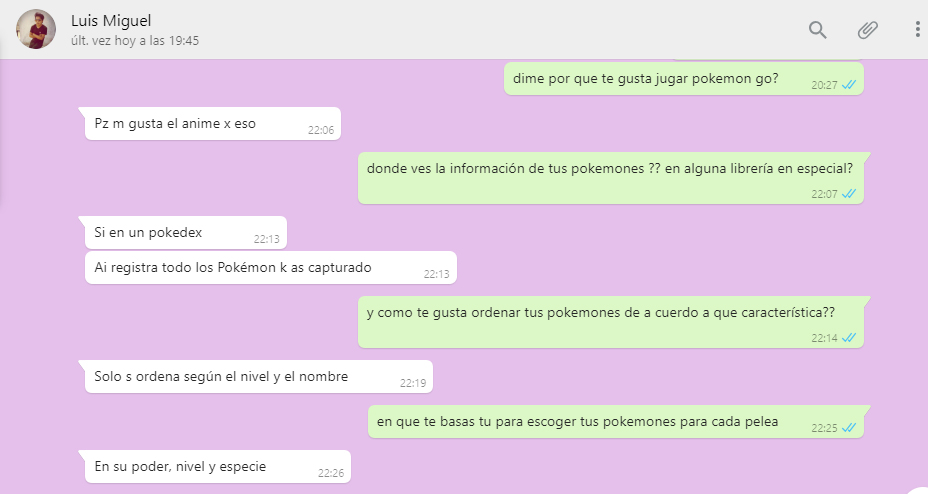 Luis Miguel
últ. vez hoy a las 19:45
dime por que te gusta jugar pokemon go?
20:27
Pz m gusta el anime x eso
22:06
donde ves la información de tus pokemones ?? en alguna librería en especial?
22:07
Si en un pokedex
22:13
Ai registra todo los Pokémon k as capturado
22:13
y como te gusta ordenar tus pokemones de a cuerdo a que característica??
22:14
Solo s ordena según el nivel y el nombre
22:19
en que te basas tu para escoger tus pokemones para cada pelea
22:25
En su poder, nivel y especie
22:26